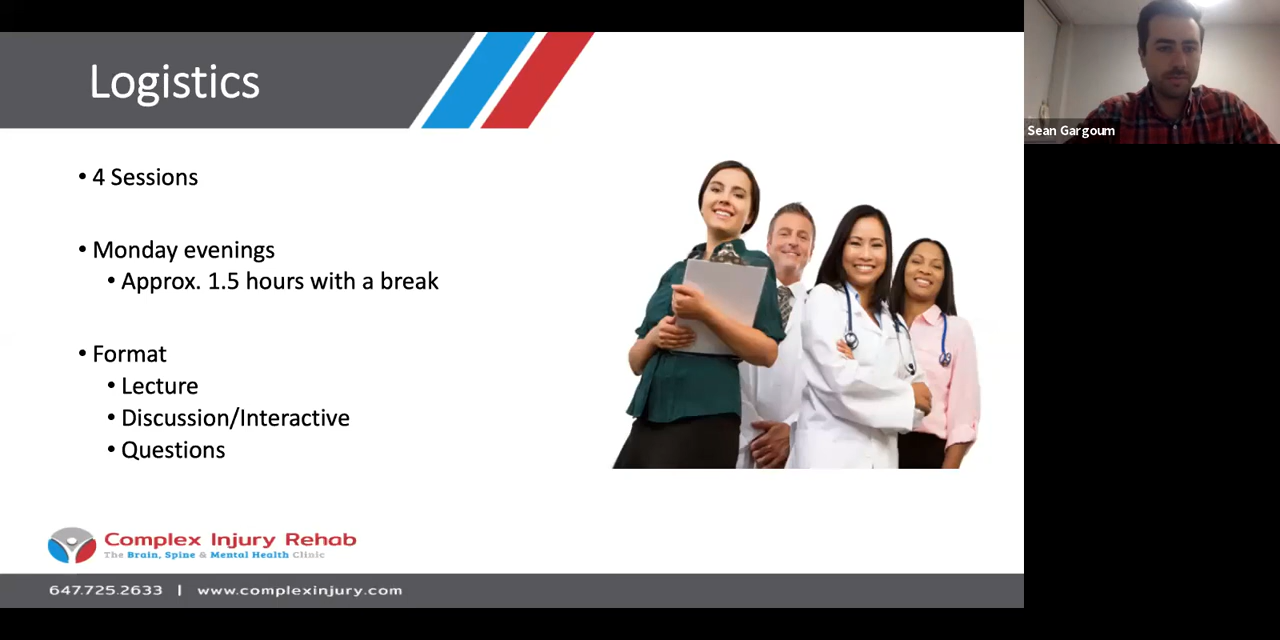 Logistics
• 4 Sessions
• Monday evenings
• Approx. 1.5 hours with a break
• Format
• Lecture
• Discussion/Interactive
• Questions
Complex Injury Rehab
The Brain, Spine & Mental Health Clinic
647.725.2633 | www.complexinjury.com
Sean Gargoum